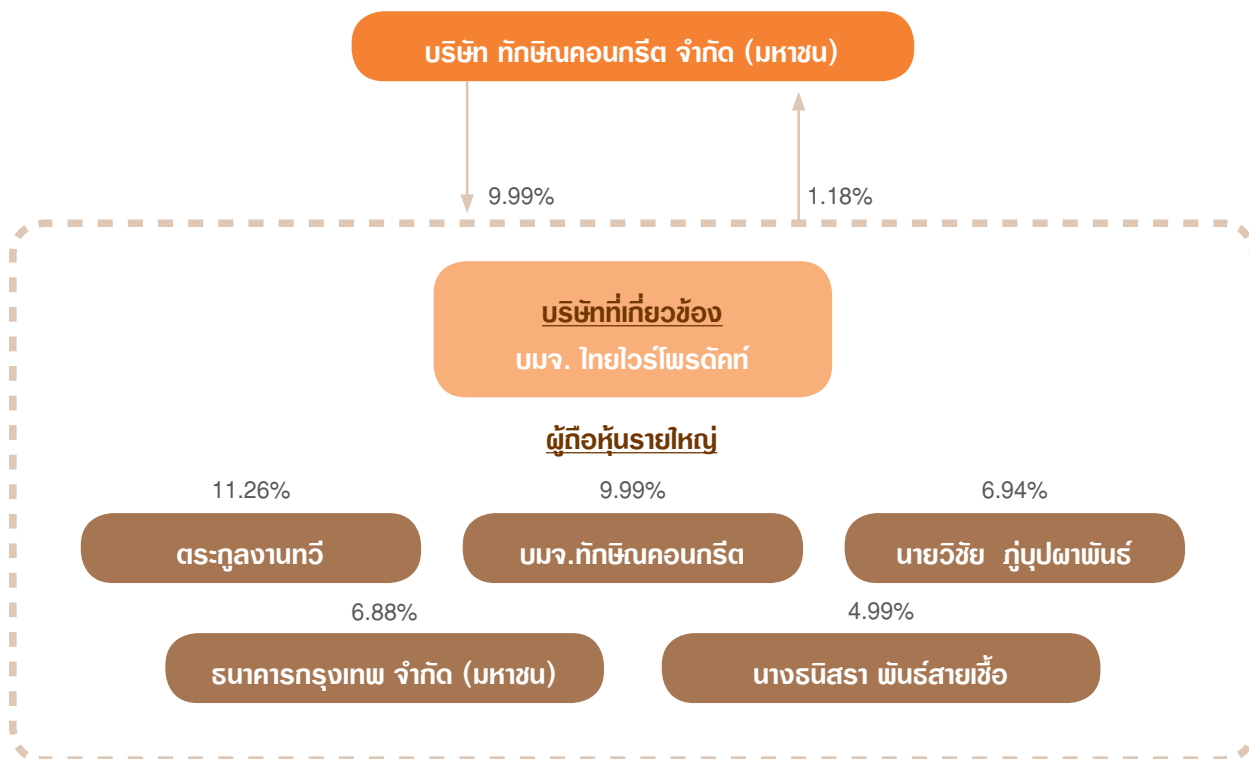 บริษัท ทักษิณคอนกรีต จำกัด (มหาชน)
9.99%
1.18%
บริษัทที่เกี่ยวข้อง
บมจ. ไทยไวร์โพรดัคท์
ผู้ถือหุ้นรายใหญ่
11.26%
9.99%
6.94%
ตระกูลงานทวี
บมจ.ทักษิณคอนกรีต
นายวิชัย ภู่บุปผาพันธ์
6.88%
4.99%
ธนาคารกรุงเทพ จำกัด (มหาชน)
นางธนิสรา พันธ์สายเชื้อ